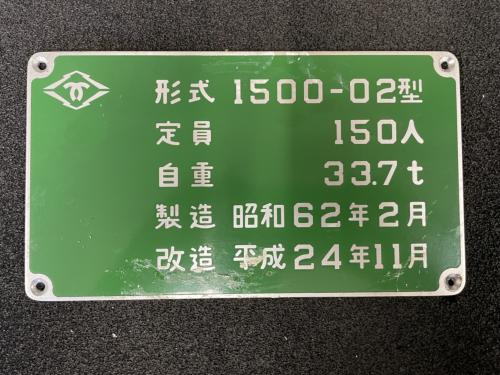 形式 1500-02型
定員 150人
自重 33.7t
製造 昭和62年2月
改造 平成24年11月